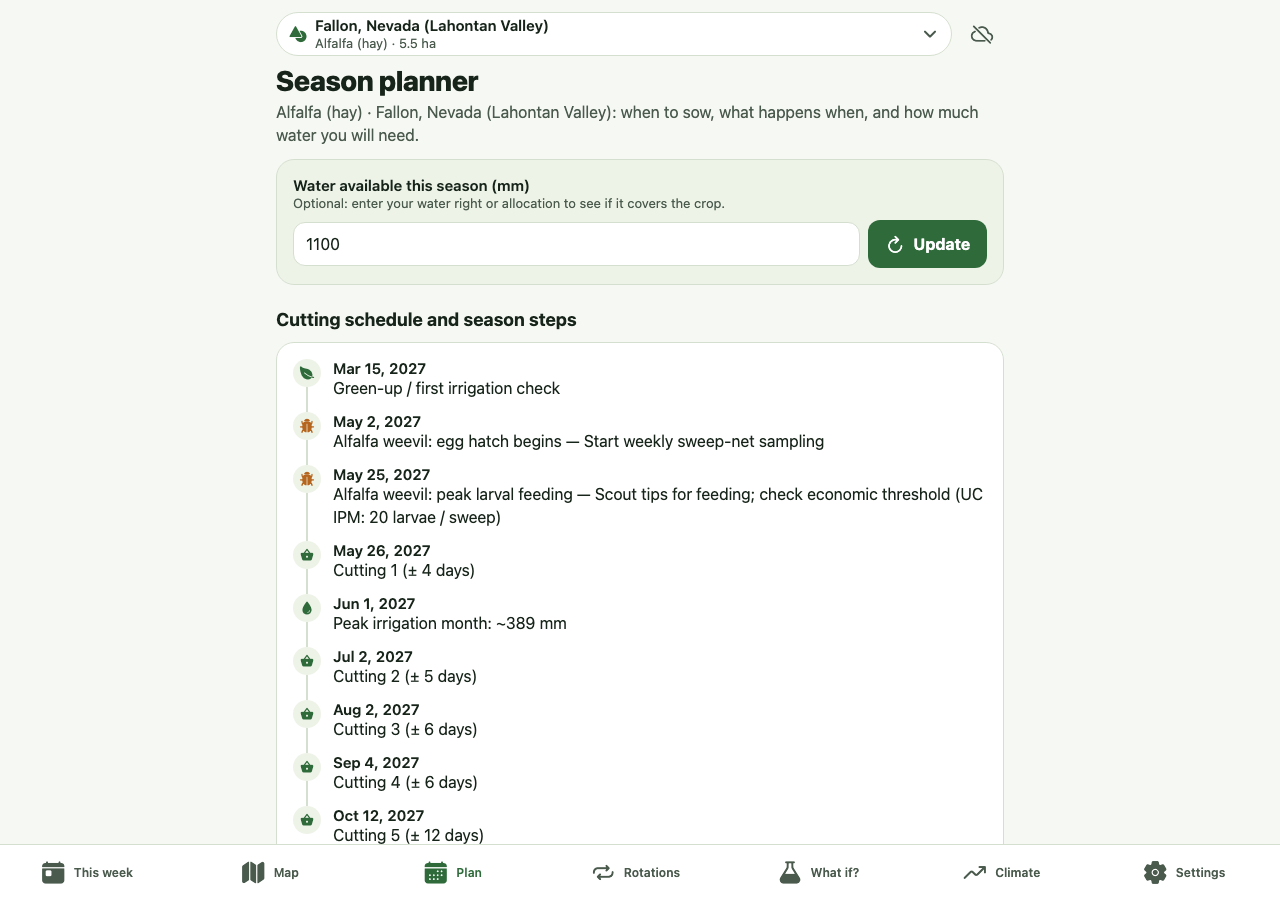 Fallon, Nevada (Lahontan Valley)
Alfalfa (hay) · 5.5 ha
Season planner
Alfalfa (hay) · Fallon, Nevada (Lahontan Valley): when to sow, what happens when, and how much
water you will need.
Water available this season (mm)
Optional: enter your water right or allocation to see if it covers the crop.
1100
Update
Cutting schedule and season steps
Mar 15, 2027
Green-up / first irrigation check
May 2, 2027
Alfalfa weevil: egg hatch begins — Start weekly sweep-net sampling
May 25, 2027
Alfalfa weevil: peak larval feeding — Scout tips for feeding; check economic threshold (UC
IPM: 20 larvae / sweep)
May 26, 2027
Cutting 1 (± 4 days)
Jun 1, 2027
Peak irrigation month: ~389 mm
Jul 2, 2027
Cutting 2 (± 5 days)
Aug 2, 2027
Cutting 3 (± 6 days)
Sep 4, 2027
Cutting 4 (± 6 days)
Oct 12, 2027
Cutting 5 (± 12 days)
This week
Map
Plan
Rotations
What if?
Climate
Settings